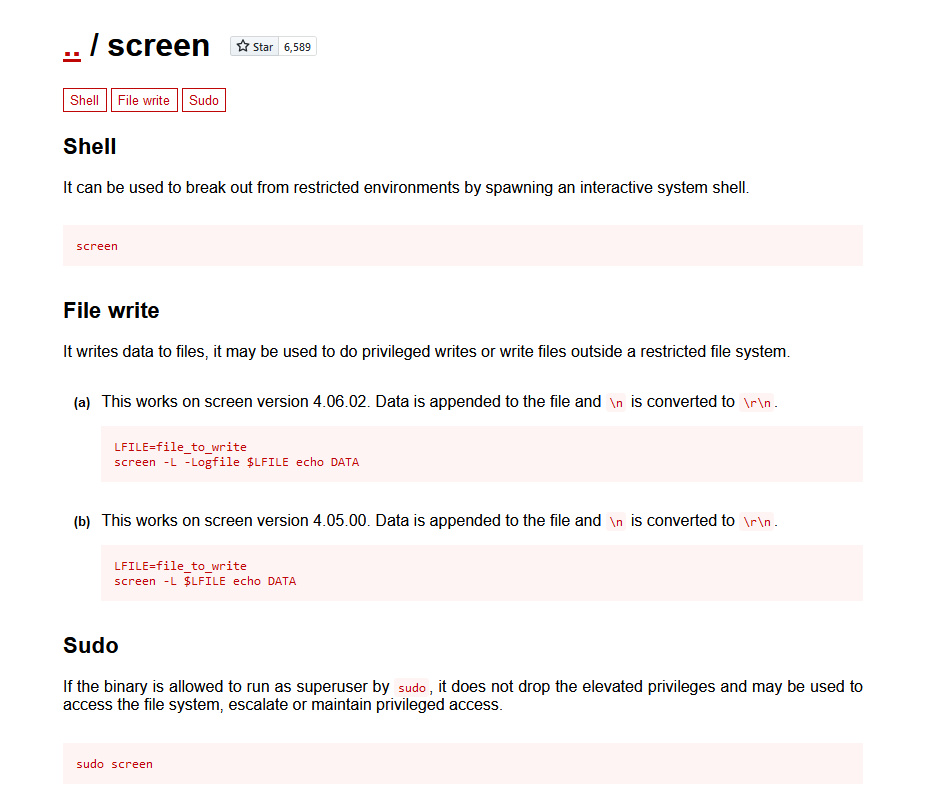 .. / screen Star 6,589
Shell File write Sudo
Shell
It can be used to break out from restricted environments by spawning an interactive system shell.
screen
File write
It writes data to files, it may be used to do privileged writes or write files outside a restricted file system.
(a) This works on screen version 4.06.02. Data is appended to the file and \n is converted to \r\n.
LFILE=file_to_write
screen -L -Logfile $LFILE echo DATA
(b) This works on screen version 4.05.00. Data is appended to the file and \n is converted to \r\n.
LFILE=file_to_write
screen -L $LFILE echo DATA
Sudo
If the binary is allowed to run as superuser by sudo, it does not drop the elevated privileges and may be used to
access the file system, escalate or maintain privileged access.
sudo screen